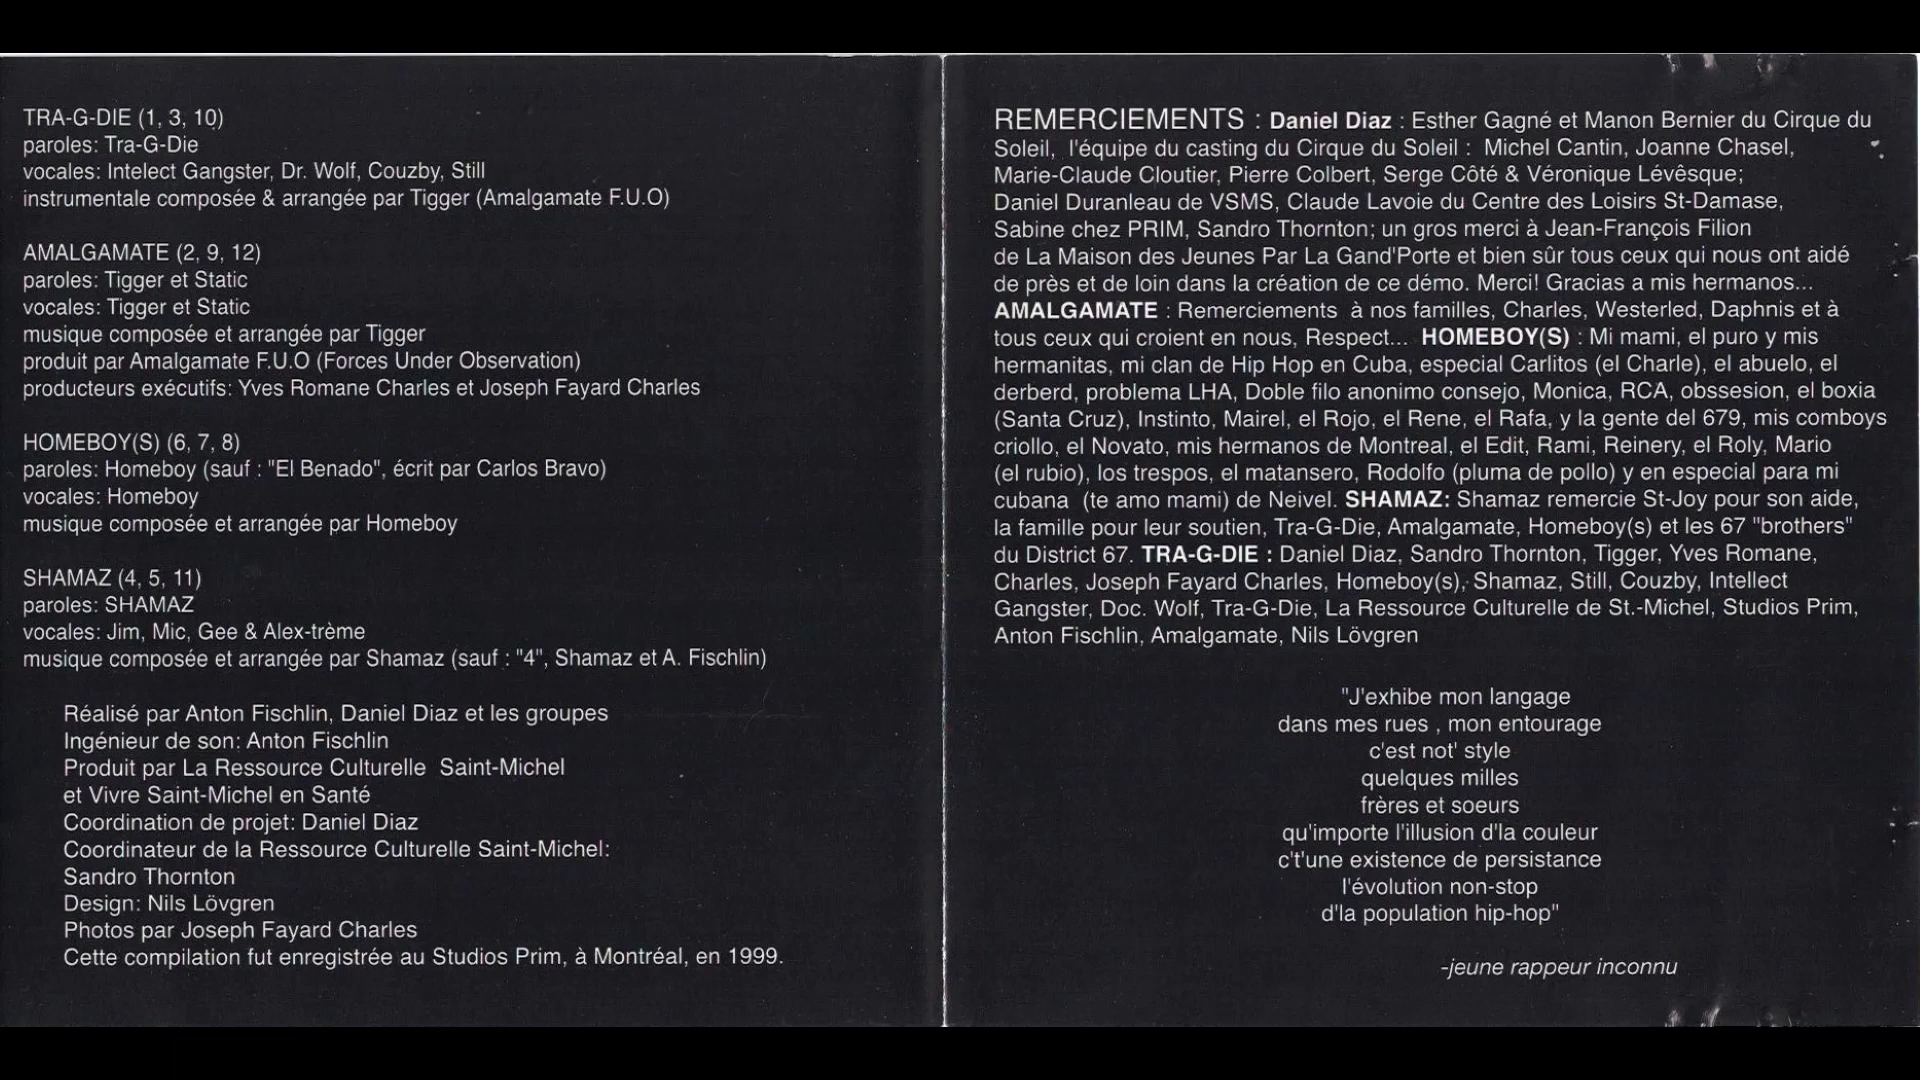 TRA-G-DIE (1, 3, 10)
paroles: Tra-G-Die
vocales: Intelect Gangster, Dr. Wolf, Couzby, Still
instrumentale composée & arrangée par Tigger (Amalgamate F.U.O)
AMALGAMATE (2, 9, 12)
paroles: Tigger et Static
vocales: Tigger et Static
musique composée et arrangée par Tigger
produit par Amalgamate F.U.O (Forces Under Observation)
producteurs exécutifs: Yves Romane Charles et Joseph Fayard Charles
HOMEBOY(S) (6, 7, 8)
paroles: Homeboy (sauf : "El Benado", écrit par Carlos Bravo)
vocales: Homeboy
musique composée et arrangée par Homeboy
SHAMAZ (4, 5, 11)
paroles: SHAMAZ
vocales: Jim, Mic, Gee & Alex-trème
musique composée et arrangée par Shamaz (sauf : "4", Shamaz et A. Fischlin)
Réalisé par Anton Fischlin, Daniel Diaz et les groupes
Ingénieur de son: Anton Fischlin
Produit par La Ressource Culturelle Saint-Michel
et Vivre Saint-Michel en Santé
Coordination de projet: Daniel Diaz
Coordinateur de la Ressource Culturelle Saint-Michel:
Sandro Thornton
Design: Nils Lövgren
Photos par Joseph Fayard Charles
Cette compilation fut enregistrée au Studios Prim, à Montréal, en 1999.
REMERCIEMENTS : Daniel Diaz : Esther Gagné et Manon Bernier du Cirque du
Soleil, l'équipe du casting du Cirque du Soleil : Michel Cantin, Joanne Chasel,
Marie-Claude Cloutier, Pierre Colbert, Serge Côté & Véronique Lévêsque;
Daniel Duranleau de VSMS, Claude Lavoie du Centre des Loisirs St-Damase,
Sabine chez PRIM, Sandro Thornton; un gros merci à Jean-François Filion
de La Maison des Jeunes Par La Gand'Porte et bien sûr tous ceux qui nous ont aidé
de près et de loin dans la création de ce démo. Merci! Gracias a mis hermanos...
AMALGAMATE : Remerciements à nos familles, Charles, Westerled, Daphnis et à
tous ceux qui croient en nous, Respect... HOMEBOY(S) : Mi mami, el puro y mis
hermanitas, mi clan de Hip Hop en Cuba, especial Carlitos (el Charle), el abuelo, el
derberd, problema LHA, Doble filo anonimo consejo, Monica, RCA, obssesion, el boxia
(Santa Cruz), Instinto, Mairel, el Rojo, el Rene, el Rafa, y la gente del 679, mis comboys
criollo, el Novato, mis hermanos de Montreal, el Edit, Rami, Reinery, el Roly, Mario
(el rubio), los trespos, el matansero, Rodolfo (pluma de pollo) y en especial para mi
cubana (te amo mami) de Neivel. SHAMAZ: Shamaz remercie St-Joy pour son aide,
la famille pour leur soutien, Tra-G-Die, Amalgamate, Homeboy(s) et les 67 "brothers"
du District 67. TRA-G-DIE : Daniel Diaz, Sandro Thornton, Tigger, Yves Romane,
Charles, Joseph Fayard Charles, Homeboy(s), Shamaz, Still, Couzby, Intellect
Gangster, Doc. Wolf, Tra-G-Die, La Ressource Culturelle de St.-Michel, Studios Prim,
Anton Fischlin, Amalgamate, Nils Lövgren
"J'exhibe mon langage
dans mes rues , mon entourage
c'est not' style
quelques milles
frères et soeurs
qu'importe l'illusion d'la couleur
c't'une existence de persistance
l'évolution non-stop
d'la population hip-hop"
-jeune rappeur inconnu